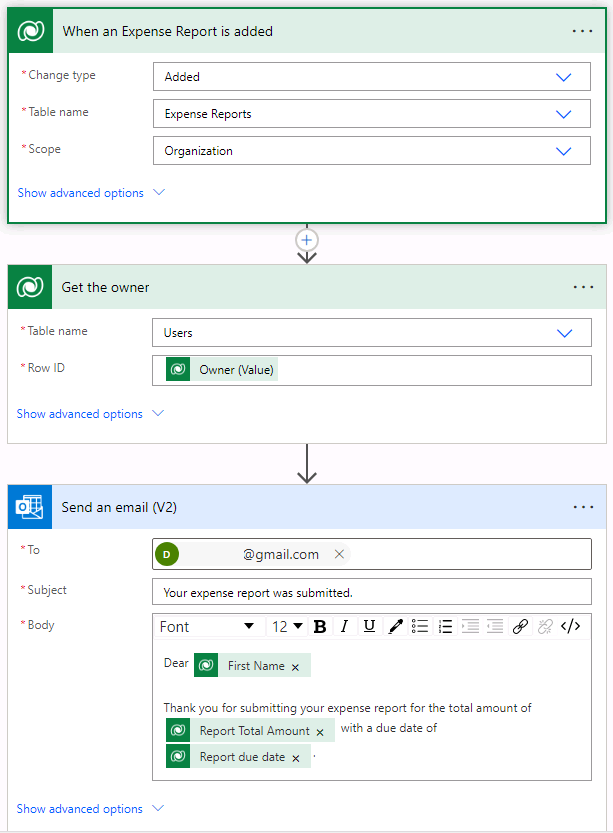 When an Expense Report is added ...
* Change type Added
* Table name Expense Reports
* Scope Organization
Show advanced options
Get the owner ...
* Table name Users
* Row ID Owner (Value)
Show advanced options
Send an email (V2) ...
* To D @gmail.com ×
* Subject Your expense report was submitted.
* Body Font 12 B I U </>
Dear First Name ×
Thank you for submitting your expense report for the total amount of
Report Total Amount × with a due date of
Report due date × .
Show advanced options